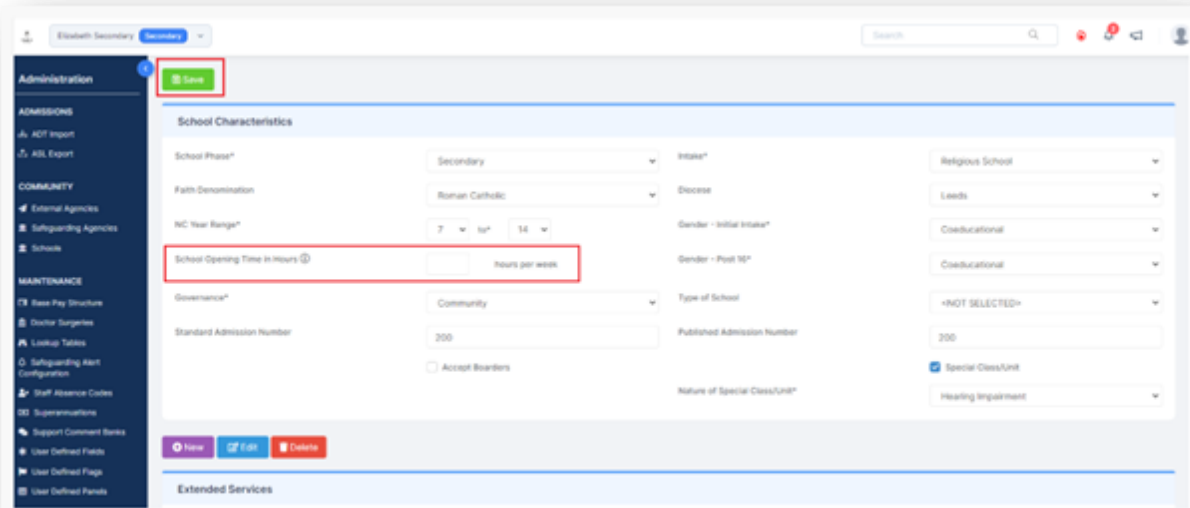 Elizabeth Secondary Secondary
Search
3
Administration
Save
ADMISSIONS
ADT Import
ASL Export
COMMUNITY
External Agencies
Safeguarding Agencies
Schools
MAINTENANCE
Base Pay Structure
Doctor Surgeries
Lookup Tables
Safeguarding Alert
Configuration
Staff Absence Codes
Superannuations
Support Comment Banks
User Defined Fields
User Defined Flags
User Defined Panels
School Characteristics
School Phase* Secondary Intake* Religious School
Faith Denomination Roman Catholic Diocese Leeds
NC Year Range* 7 to* 14 Gender - Initial Intake* Coeducational
School Opening Time in Hours hours per week Gender - Post 16* Coeducational
Governance* Community Type of School <NOT SELECTED>
Standard Admission Number 200 Published Admission Number 200
Accept Boarders Special Class/Unit
Nature of Special Class/Unit* Hearing Impairment
New Edit Delete
Extended Services